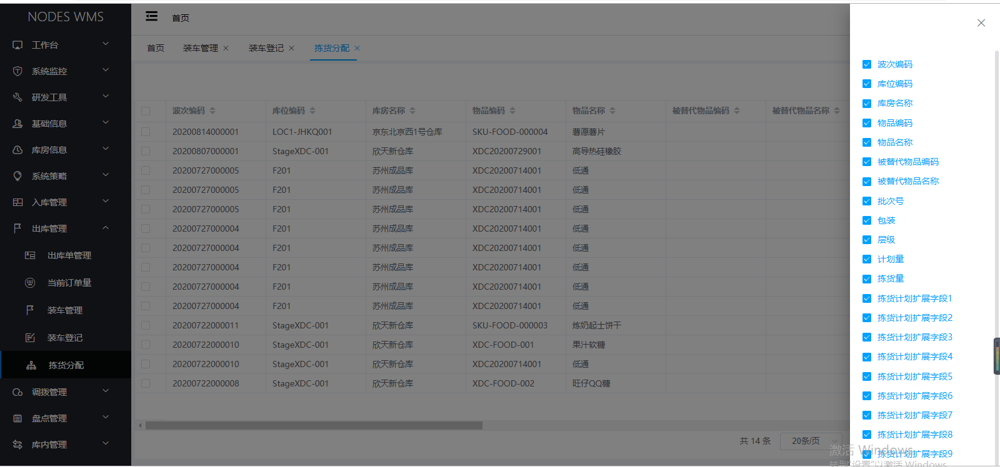 NODES WMS
首页
工作台
系统监控
研发工具
基础信息
库房信息
系统策略
入库管理
出库管理
出库单管理
当前订单量
装车管理
装车登记
拣货分配
调拨管理
盘点管理
库内管理
首页 装车管理 装车登记 拣货分配
波次编码 库位编码 库房名称 物品编码 物品名称 被替代物品编码 被替代物品名称
20200814000001 LOC1-JHKQ001 京东北京西1号仓库 SKU-FOOD-000004 薯愿薯片
20200807000001 StageXDC-001 欣天新仓库 XDC20200729001 高导热硅橡胶
20200727000005 F201 苏州成品库 XDC20200714001 低通
20200727000005 F201 苏州成品库 XDC20200714001 低通
20200727000005 F201 苏州成品库 XDC20200714001 低通
20200727000004 F201 苏州成品库 XDC20200714001 低通
20200727000004 F201 苏州成品库 XDC20200714001 低通
20200727000004 F201 苏州成品库 XDC20200714001 低通
20200727000004 F201 苏州成品库 XDC20200714001 低通
20200727000004 F201 苏州成品库 XDC20200714001 低通
20200722000011 StageXDC-001 欣天新仓库 SKU-FOOD-000003 炼奶起士饼干
20200722000010 StageXDC-001 欣天新仓库 XDC-FOOD-001 果汁软糖
20200722000010 StageXDC-001 欣天新仓库 XDC20200714001 低通
20200722000008 StageXDC-001 欣天新仓库 XDC-FOOD-002 旺仔QQ糖
共 14 条 20条/页
波次编码
库位编码
库房名称
物品编码
物品名称
被替代物品编码
被替代物品名称
批次号
包装
层级
计划量
拣货量
拣货计划扩展字段1
拣货计划扩展字段2
拣货计划扩展字段3
拣货计划扩展字段4
拣货计划扩展字段5
拣货计划扩展字段6
拣货计划扩展字段7
拣货计划扩展字段8
拣货计划扩展字段9
激活 Windows
转到"设置"以激活 Windows